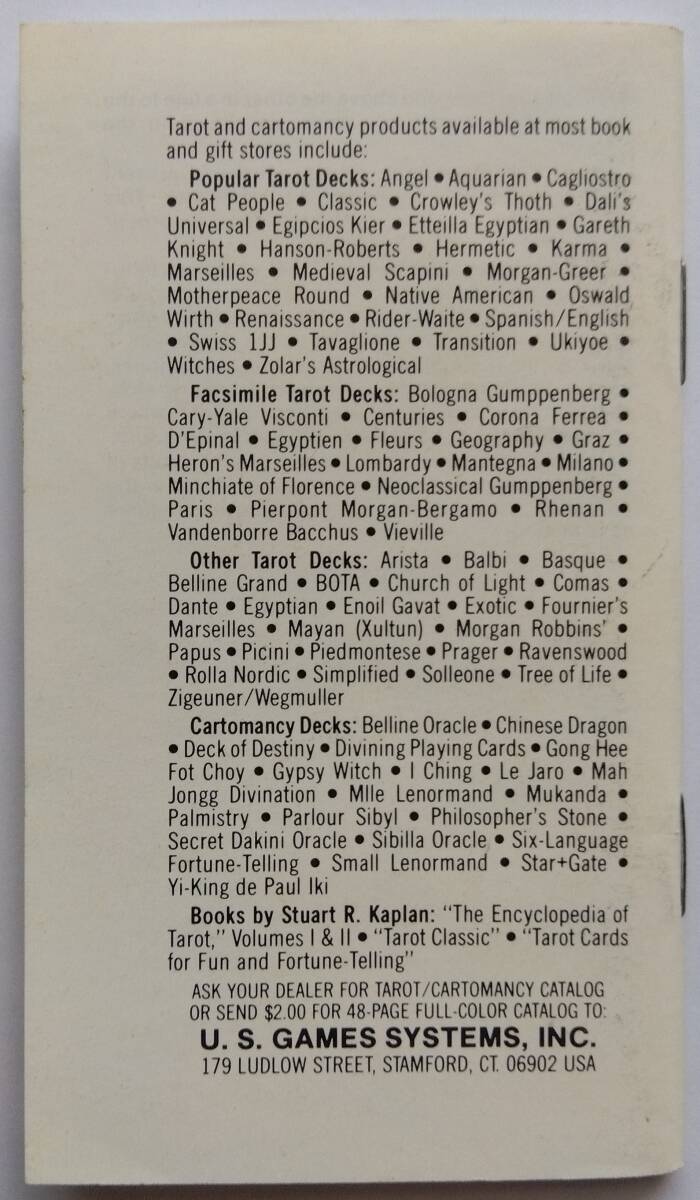 Tarot and cartomancy products available at most book
and gift stores include:
Popular Tarot Decks: Angel • Aquarian • Cagliostro
• Cat People • Classic • Crowley's Thoth • Dali's
Universal • Egipcios Kier • Etteilla Egyptian • Gareth
Knight • Hanson-Roberts • Hermetic • Karma •
Marseilles • Medieval Scapini • Morgan-Greer •
Motherpeace Round • Native American • Oswald
Wirth • Renaissance • Rider-Waite • Spanish/English
• Swiss 1JJ • Tavaglione • Transition • Ukiyoe •
Witches • Zolar's Astrological
Facsimile Tarot Decks: Bologna Gumppenberg •
Cary-Yale Visconti • Centuries • Corona Ferrea •
D'Epinal • Egyptien • Fleurs • Geography • Graz •
Heron's Marseilles • Lombardy • Mantegna • Milano •
Minchiate of Florence • Neoclassical Gumppenberg •
Paris • Pierpont Morgan-Bergamo • Rhenan •
Vandenborre Bacchus • Vieville
Other Tarot Decks: Arista • Balbi • Basque •
Belline Grand • BOTA • Church of Light • Comas •
Dante • Egyptian • Enoil Gavat • Exotic • Fournier's
Marseilles • Mayan (Xultun) • Morgan Robbins' •
Papus • Picini • Piedmontese • Prager • Ravenswood
• Rolla Nordic • Simplified • Solleone • Tree of Life •
Zigeuner/Wegmuller
Cartomancy Decks: Belline Oracle • Chinese Dragon
• Deck of Destiny • Divining Playing Cards • Gong Hee
Fot Choy • Gypsy Witch • I Ching • Le Jaro • Mah
Jongg Divination • Mlle Lenormand • Mukanda •
Palmistry • Parlour Sibyl • Philosopher's Stone •
Secret Dakini Oracle • Sibilla Oracle • Six-Language
Fortune-Telling • Small Lenormand • Star+Gate •
Yi-King de Paul Iki
Books by Stuart R. Kaplan: "The Encyclopedia of
Tarot," Volumes I & II • "Tarot Classic" • "Tarot Cards
for Fun and Fortune-Telling"
ASK YOUR DEALER FOR TAROT/CARTOMANCY CATALOG
OR SEND $2.00 FOR 48-PAGE FULL-COLOR CATALOG TO:
U. S. GAMES SYSTEMS, INC.
179 LUDLOW STREET, STAMFORD, CT. 06902 USA